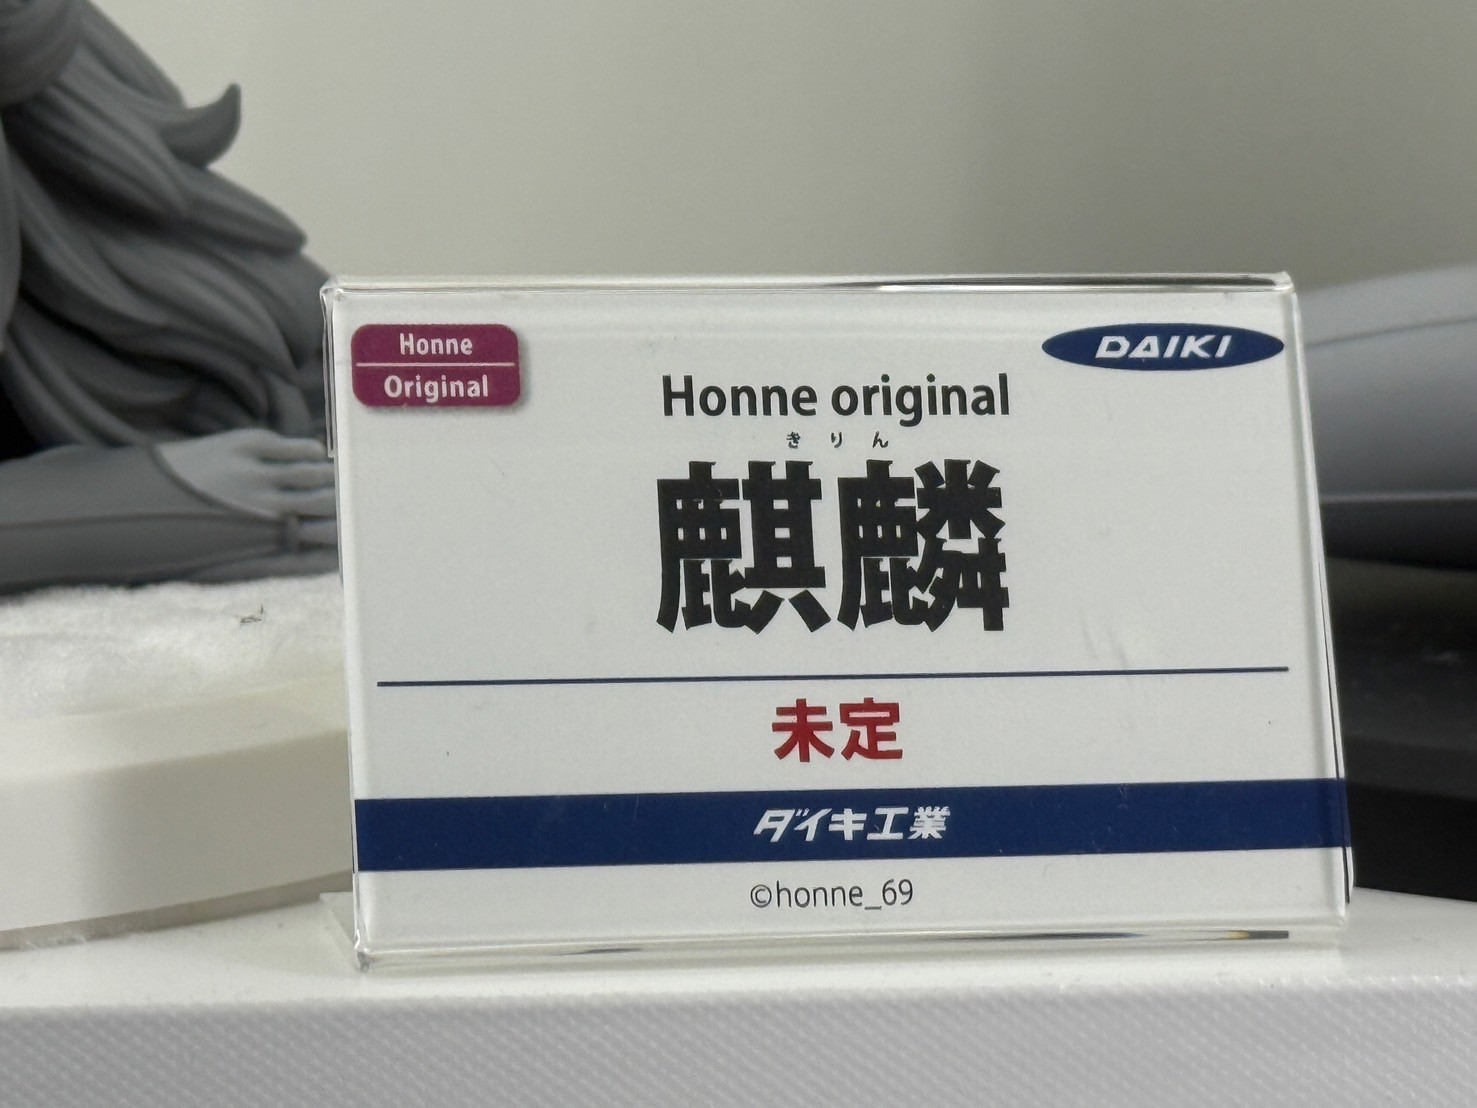 Honne
Original
DAIKI
Honne original
きりん
麒麟
未定
ダイキ工業
©honne_69